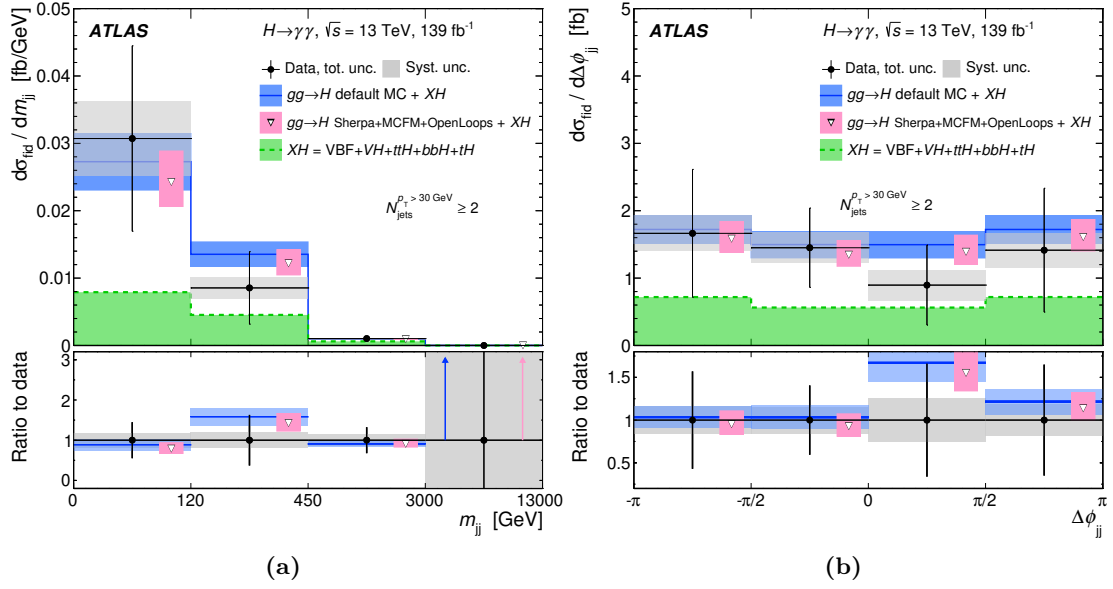 ATLAS
H→γγ, √s = 13 TeV, 139 fb⁻¹
Data, tot. unc. Syst. unc.
gg→H default MC + XH
gg→H Sherpa+MCFM+OpenLoops + XH
XH = VBF+VH+ttH+bbH+tH
N_jets^{p_T > 30 GeV} ≥ 2
dσ_fid / dm_jj [fb/GeV]
0.05
0.04
0.03
0.02
0.01
0
Ratio to data
3
2
1
0
0 120 450 3000 13000
m_jj [GeV]
(a)
ATLAS
H→γγ, √s = 13 TeV, 139 fb⁻¹
Data, tot. unc. Syst. unc.
gg→H default MC + XH
gg→H Sherpa+MCFM+OpenLoops + XH
XH = VBF+VH+ttH+bbH+tH
N_jets^{p_T > 30 GeV} ≥ 2
dσ_fid / dΔϕ_jj [fb]
5
4
3
2
1
0
Ratio to data
1.5
1
0.5
-π -π/2 0 π/2 π
Δϕ_jj
(b)